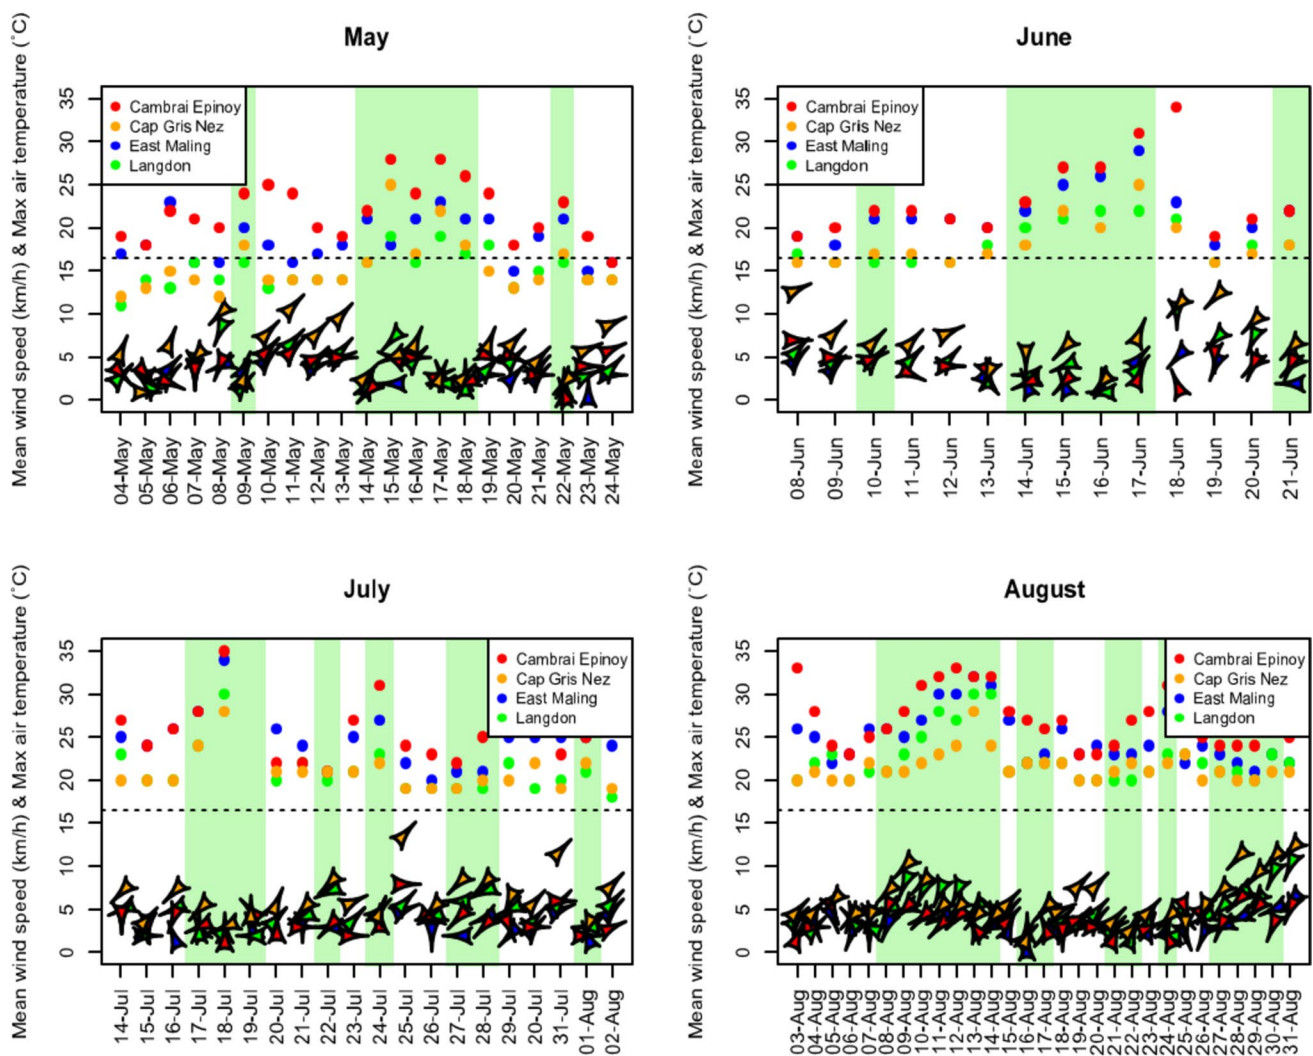 May
Mean wind speed (km/h) & Max air temperature (˚C)
35
30
25
20
15
10
5
0
Cambrai Epinoy
Cap Gris Nez
East Maling
Langdon
04-May
05-May
06-May
07-May
08-May
09-May
10-May
11-May
12-May
13-May
14-May
15-May
16-May
17-May
18-May
19-May
20-May
21-May
22-May
23-May
24-May
June
Mean wind speed (km/h) & Max air temperature (˚C)
35
30
25
20
15
10
5
0
Cambrai Epinoy
Cap Gris Nez
East Maling
Langdon
08-Jun
09-Jun
10-Jun
11-Jun
12-Jun
13-Jun
14-Jun
15-Jun
16-Jun
17-Jun
18-Jun
19-Jun
20-Jun
21-Jun
July
Mean wind speed (km/h) & Max air temperature (˚C)
35
30
25
20
15
10
5
0
Cambrai Epinoy
Cap Gris Nez
East Maling
Langdon
14-Jul
15-Jul
16-Jul
17-Jul
18-Jul
19-Jul
20-Jul
21-Jul
22-Jul
23-Jul
24-Jul
25-Jul
26-Jul
27-Jul
28-Jul
29-Jul
20-Jul
31-Jul
01-Aug
02-Aug
August
Mean wind speed (km/h) & Max air temperature (˚C)
35
30
25
20
15
10
5
0
Cambrai Epinoy
Cap Gris Nez
East Maling
Langdon
03-Aug
04-Aug
05-Aug
06-Aug
07-Aug
08-Aug
09-Aug
10-Aug
11-Aug
12-Aug
13-Aug
14-Aug
15-Aug
16-Aug
17-Aug
18-Aug
19-Aug
20-Aug
21-Aug
22-Aug
23-Aug
24-Aug
25-Aug
26-Aug
27-Aug
28-Aug
29-Aug
30-Aug
31-Aug